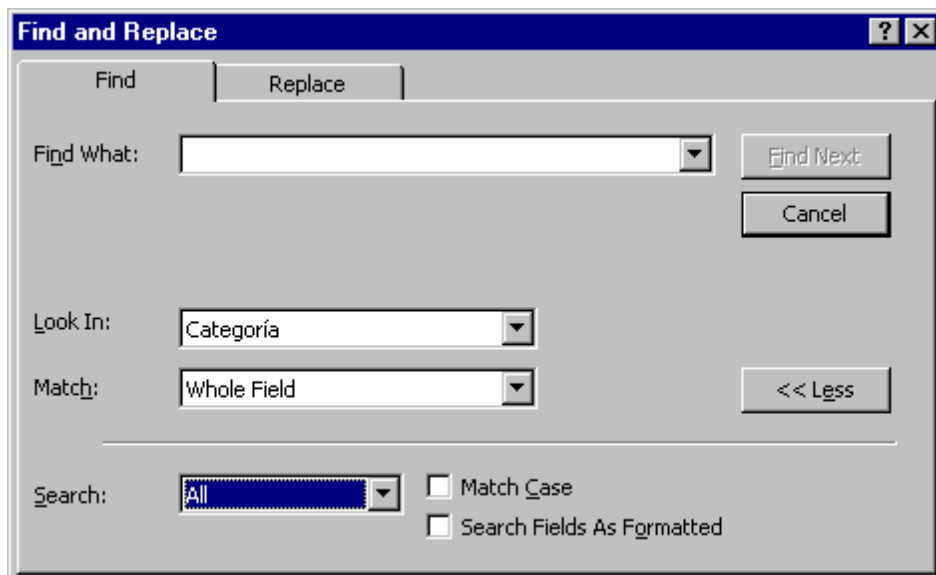 Find and Replace
Find Replace
Find What: Find Next
Cancel
Look In: Categoría
Match: Whole Field << Less
Search: All Match Case
Search Fields As Formatted